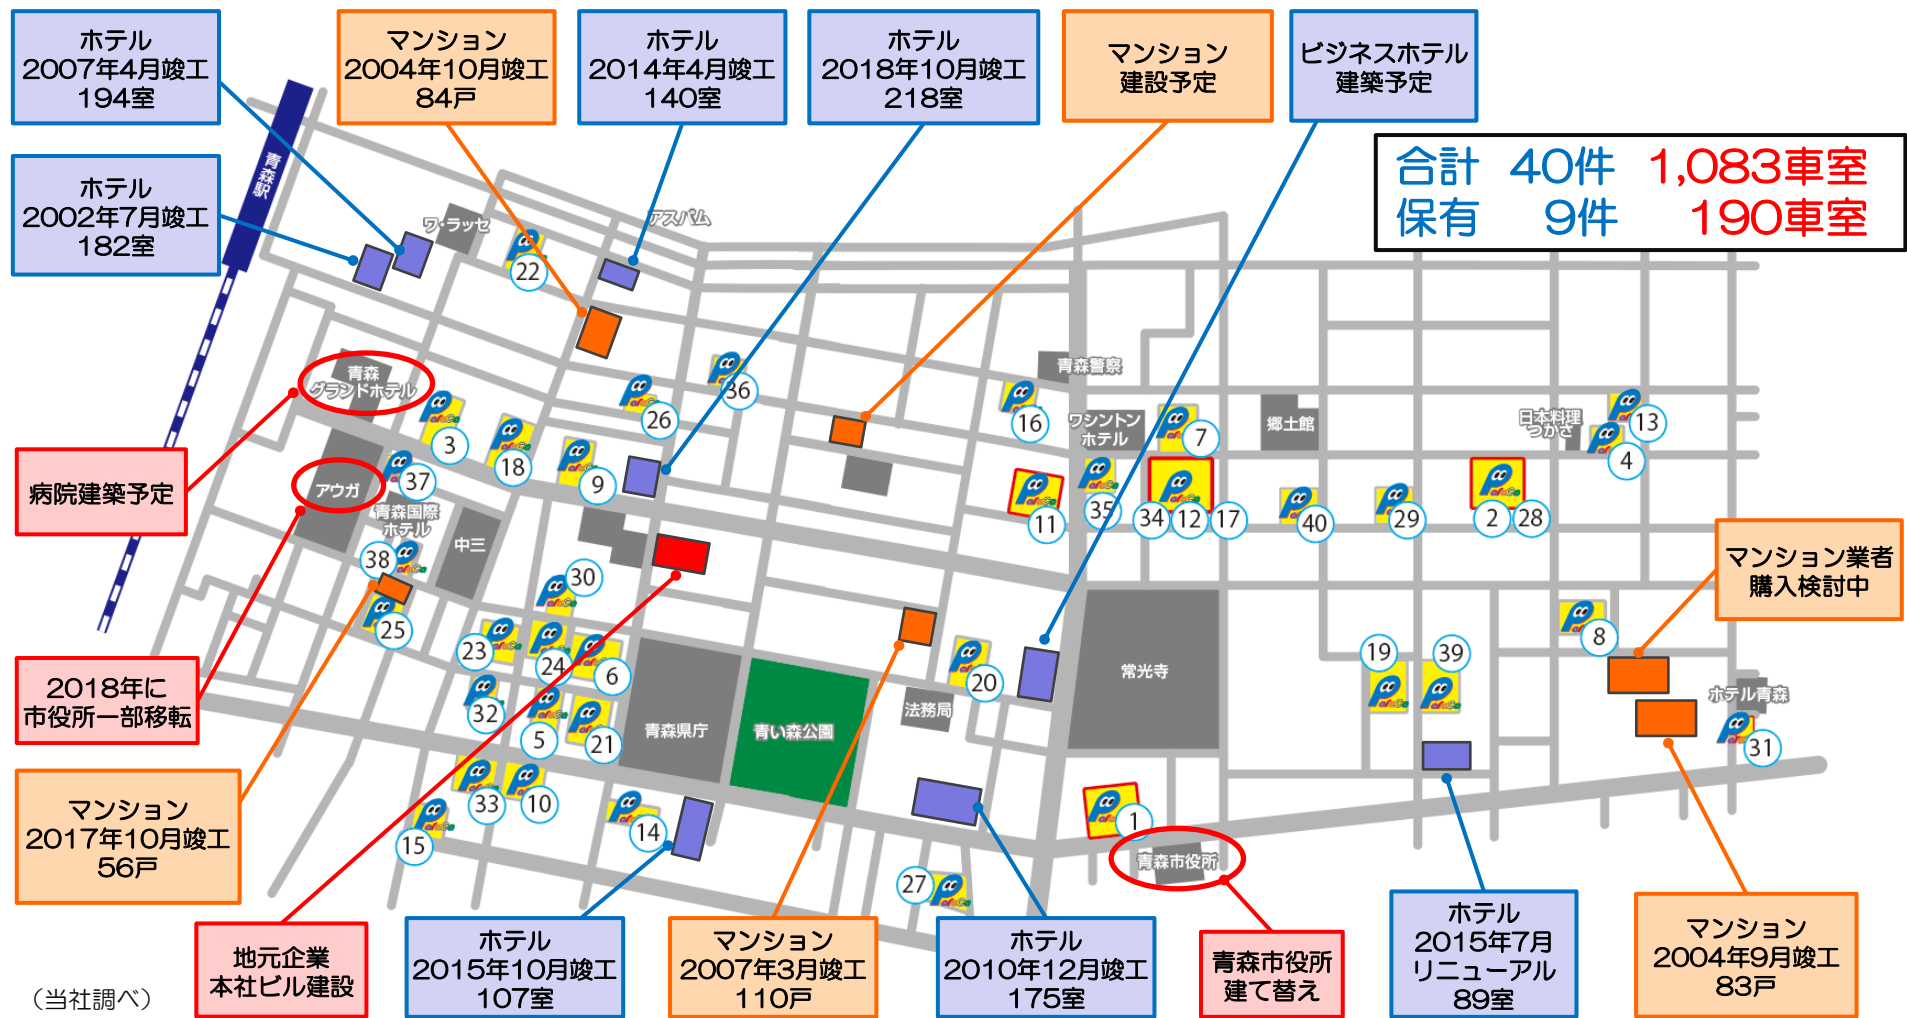 ホテル
2007年4月竣工
194室
マンション
2004年10月竣工
84戸
ホテル
2014年4月竣工
140室
ホテル
2018年10月竣工
218室
マンション
建設予定
ビジネスホテル
建築予定
合計 40件 1,083車室
保有 9件 190車室
ホテル
2002年7月竣工
182室
青森駅
ワ・ラッセ
アスパム
22
青森
グランドホテル
青森警察
36
26
16
3
18
9
37
ワシントン
ホテル
7
郷土館
日本料理
つかさ
13
4
病院建築予定
アウガ
青森国際
ホテル
中三
11
35
34
12
17
40
29
2
28
38
25
30
23
24
6
32
5
21
マンション業者
購入検討中
8
19
39
20
常光寺
法務局
青森県庁
青い森公園
ホテル青森
31
2018年に
市役所一部移転
33
10
15
14
1
青森市役所
27
マンション
2017年10月竣工
56戸
地元企業
本社ビル建設
ホテル
2015年10月竣工
107室
マンション
2007年3月竣工
110戸
ホテル
2010年12月竣工
175室
青森市役所
建て替え
ホテル
2015年7月
リニューアル
89室
マンション
2004年9月竣工
83戸
（当社調べ）